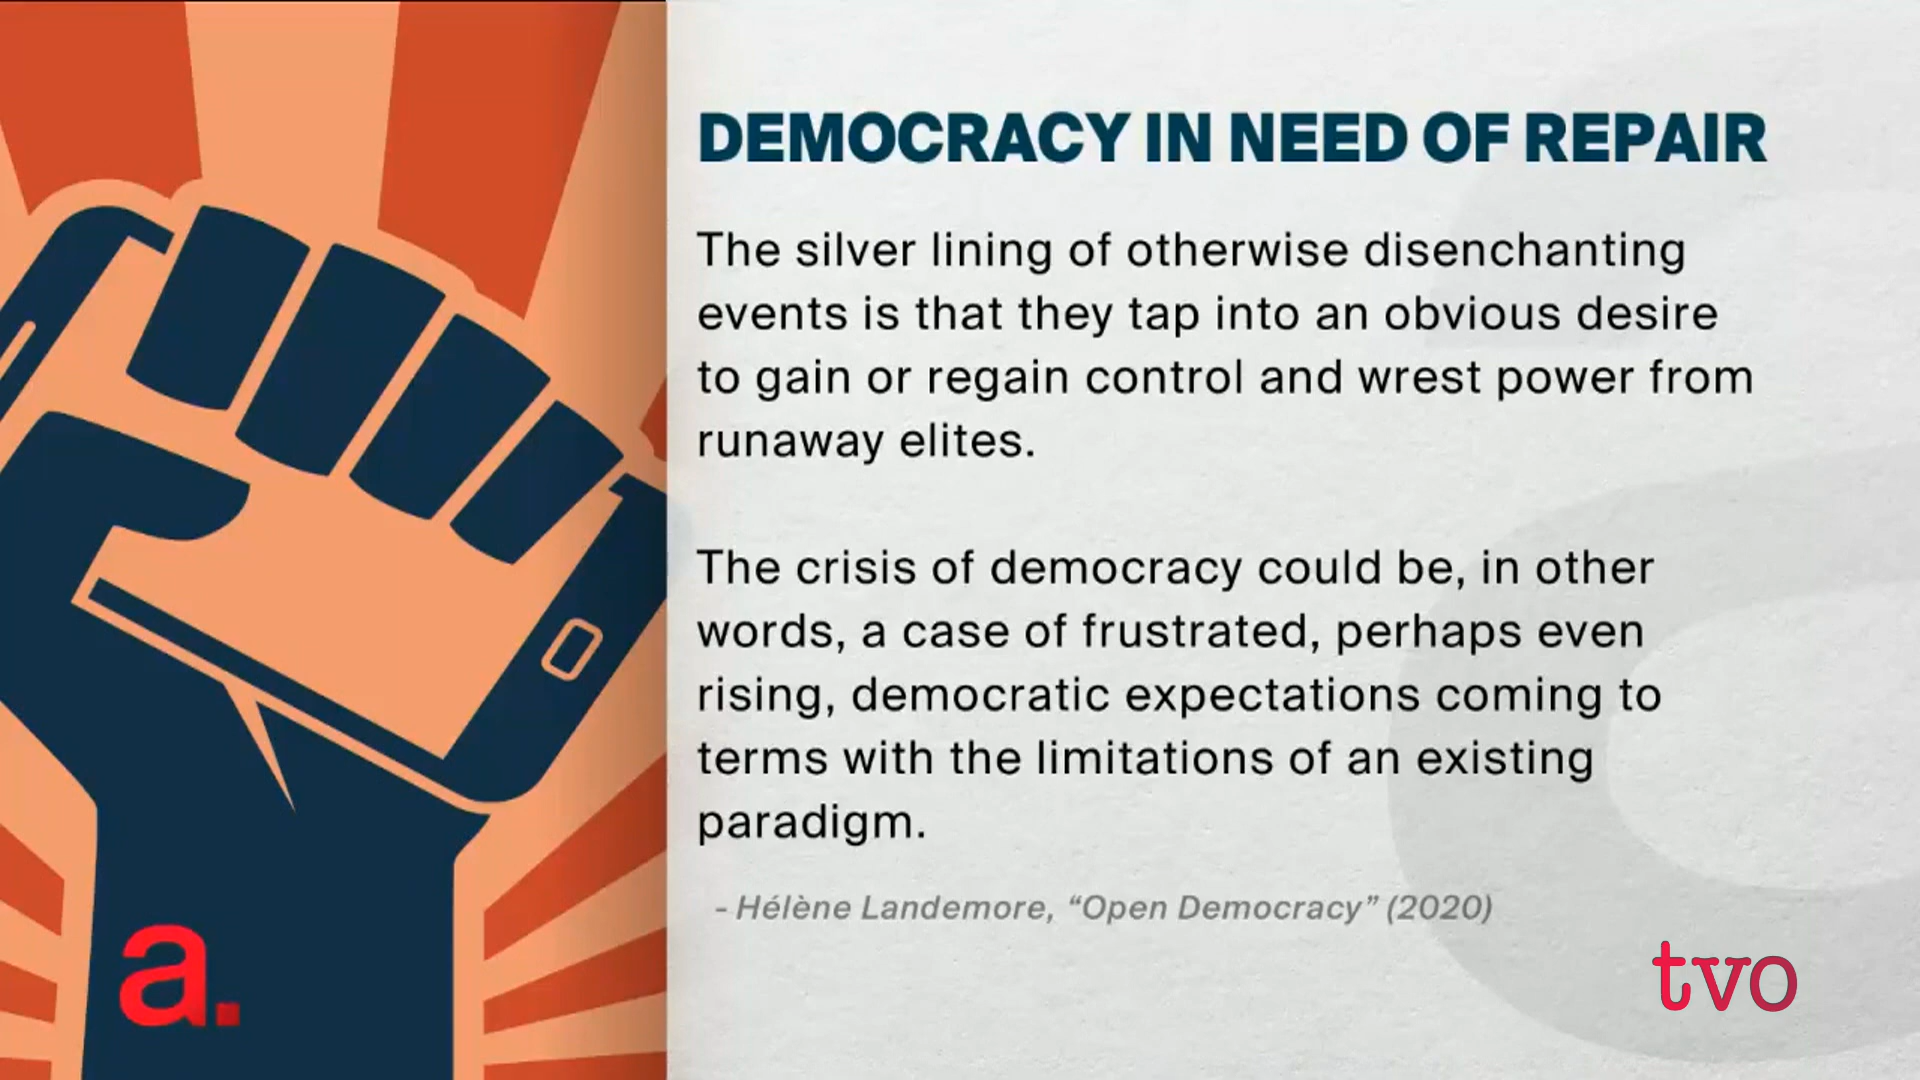 DEMOCRACY IN NEED OF REPAIR
The silver lining of otherwise disenchanting
events is that they tap into an obvious desire
to gain or regain control and wrest power from
runaway elites.
The crisis of democracy could be, in other
words, a case of frustrated, perhaps even
rising, democratic expectations coming to
terms with the limitations of an existing
paradigm.
- Hélène Landemore, “Open Democracy” (2020)
a.
tvo